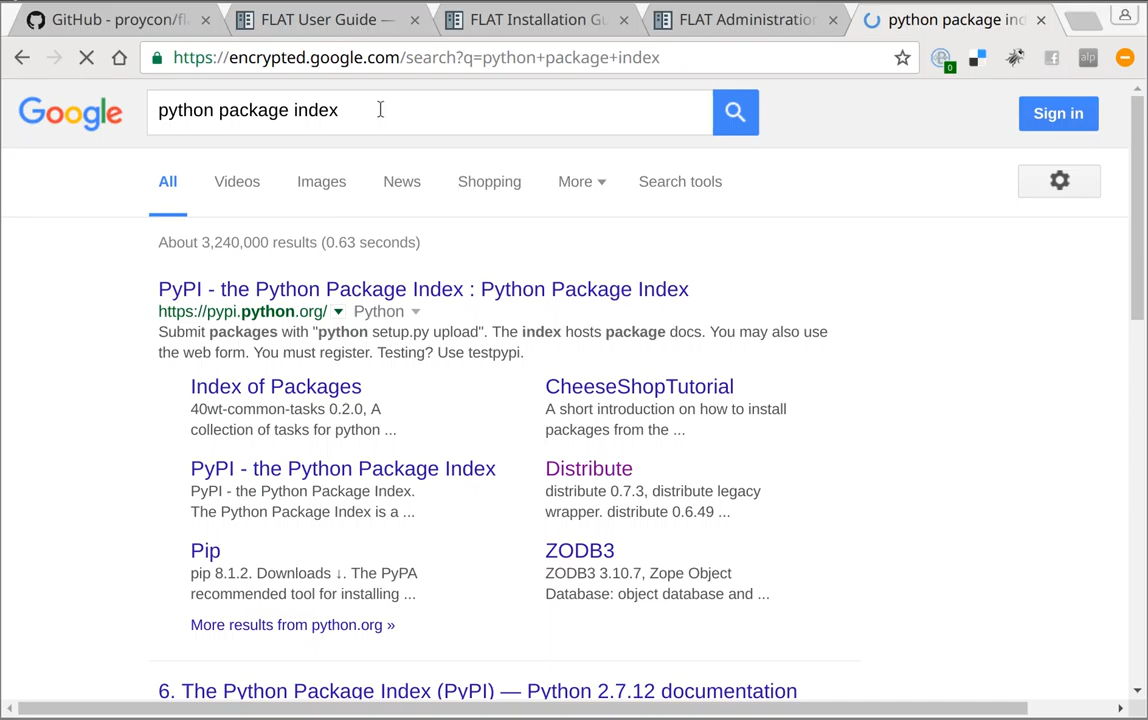 GitHub - proycon/fl
FLAT User Guide —
FLAT Installation Gu
FLAT Administratio
python package ind
https://encrypted.google.com/search?q=python+package+index
0
alp
Google
python package index
Sign in
All Videos Images News Shopping More Search tools
About 3,240,000 results (0.63 seconds)
PyPI - the Python Package Index : Python Package Index
https://pypi.python.org/ Python
Submit packages with "python setup.py upload". The index hosts package docs. You may also use
the web form. You must register. Testing? Use testpypi.
Index of Packages
40wt-common-tasks 0.2.0, A
collection of tasks for python ...
CheeseShopTutorial
A short introduction on how to install
packages from the ...
PyPI - the Python Package Index
PyPI - the Python Package Index.
The Python Package Index is a ...
Distribute
distribute 0.7.3, distribute legacy
wrapper. distribute 0.6.49 ...
Pip
pip 8.1.2. Downloads ↓. The PyPA
recommended tool for installing ...
ZODB3
ZODB3 3.10.7, Zope Object
Database: object database and ...
More results from python.org »
6. The Python Package Index (PyPI) — Python 2.7.12 documentation